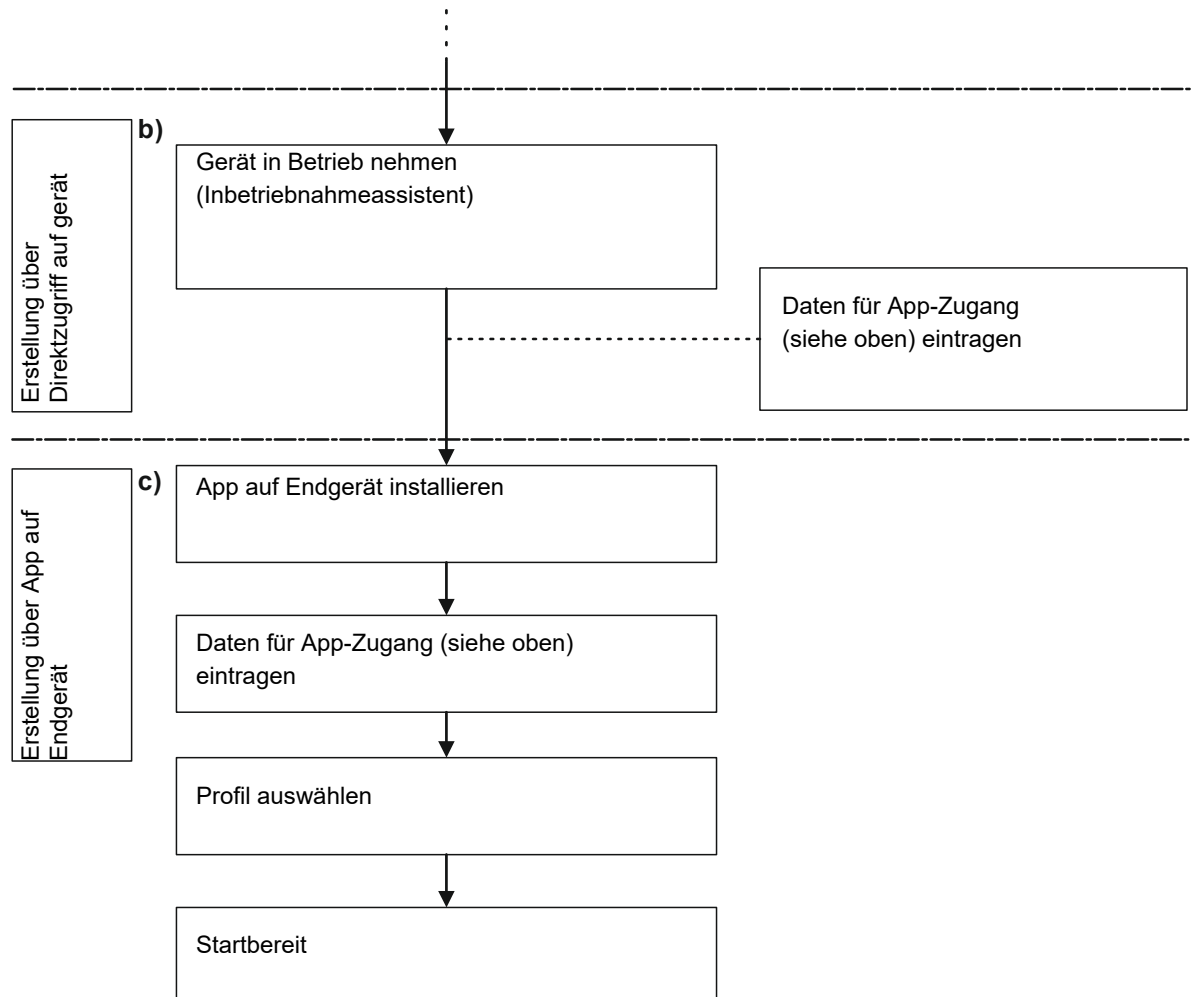 b)
Erstellung über
Direktzugriff auf gerät
Gerät in Betrieb nehmen
(Inbetriebnahmeassistent)
Daten für App-Zugang
(siehe oben) eintragen
c)
Erstellung über App auf
Endgerät
App auf Endgerät installieren
Daten für App-Zugang (siehe oben)
eintragen
Profil auswählen
Startbereit